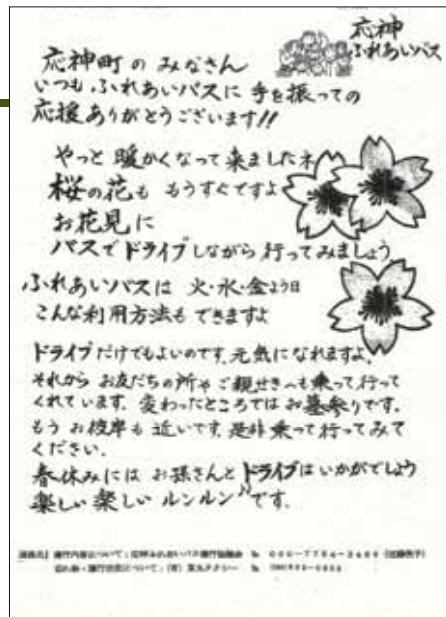 応神
ふれあいバス
応神町の みなさん
いつも ふれあいバスに 手を振っての
応援ありがとうございます!!
やっと 暖かくなって来ましたネ
桜の花も もうすぐですよ
お花見に
バスでドライブしながら 行ってみましょう
ふれあいバスは 火・水・金よう日
こんな利用方法も できますよ
ドライブだけでもよいのです。元気になれますよ。
それから お友だちの所や ご親せきへも乗って行って
くれています。変わったところでは お墓参りです。
もう お彼岸も 近いです。是非 乗って行ってみて
ください。
春休みには お孫さんと ドライブはいかがでしょう
楽しい 楽しい ルンルン♪です。